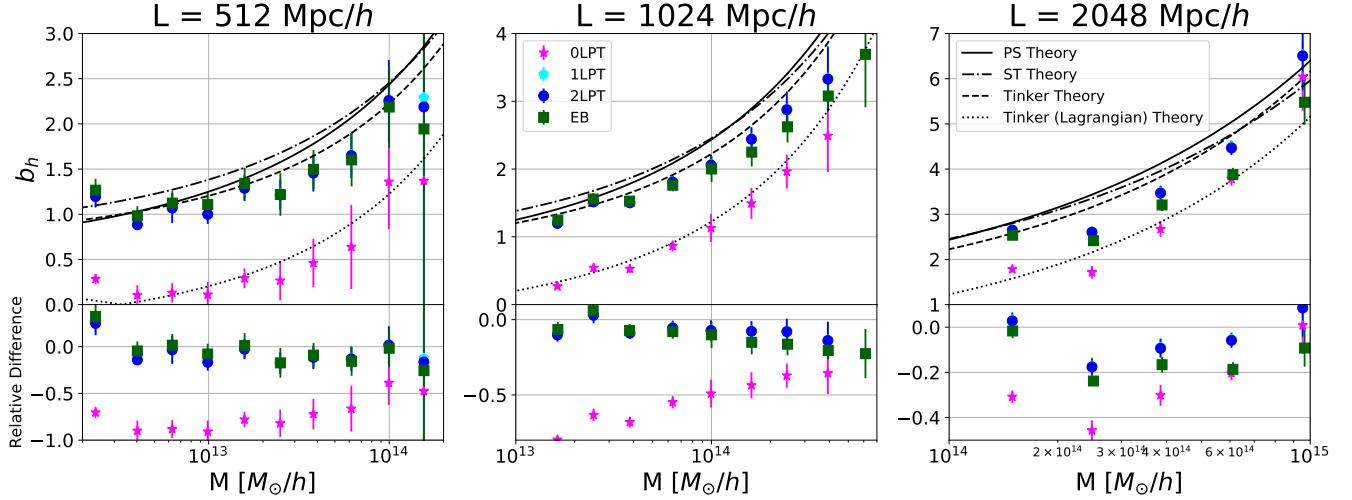 L = 512 Mpc/h
L = 1024 Mpc/h
L = 2048 Mpc/h
b_h
3.0
2.5
2.0
1.5
1.0
0.5
0.0
Relative Difference
0.0
−0.5
−1.0
10^13
10^14
M [M_⊙/h]
4
3
2
1
0
0LPT
1LPT
2LPT
EB
0.0
−0.5
10^13
10^14
M [M_⊙/h]
7
6
5
4
3
2
1
PS Theory
ST Theory
Tinker Theory
Tinker (Lagrangian) Theory
0.0
−0.2
−0.4
10^14
2 × 10^14
3 × 10^14
4 × 10^14
6 × 10^14
10^15
M [M_⊙/h]